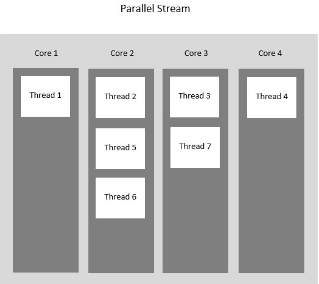 Parallel Stream
Core 1 Core 2 Core 3 Core 4
Thread 1 Thread 2 Thread 3 Thread 4
Thread 5 Thread 7
Thread 6